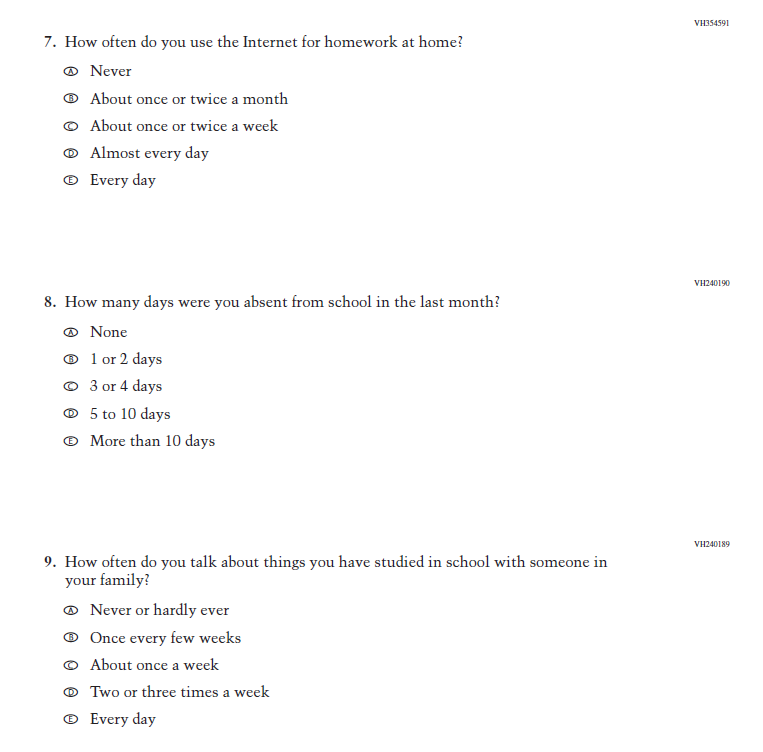 VH354591
7. How often do you use the Internet for homework at home?
A Never
B About once or twice a month
C About once or twice a week
D Almost every day
E Every day
VH240190
8. How many days were you absent from school in the last month?
A None
B 1 or 2 days
C 3 or 4 days
D 5 to 10 days
E More than 10 days
VH240189
9. How often do you talk about things you have studied in school with someone in
your family?
A Never or hardly ever
B Once every few weeks
C About once a week
D Two or three times a week
E Every day